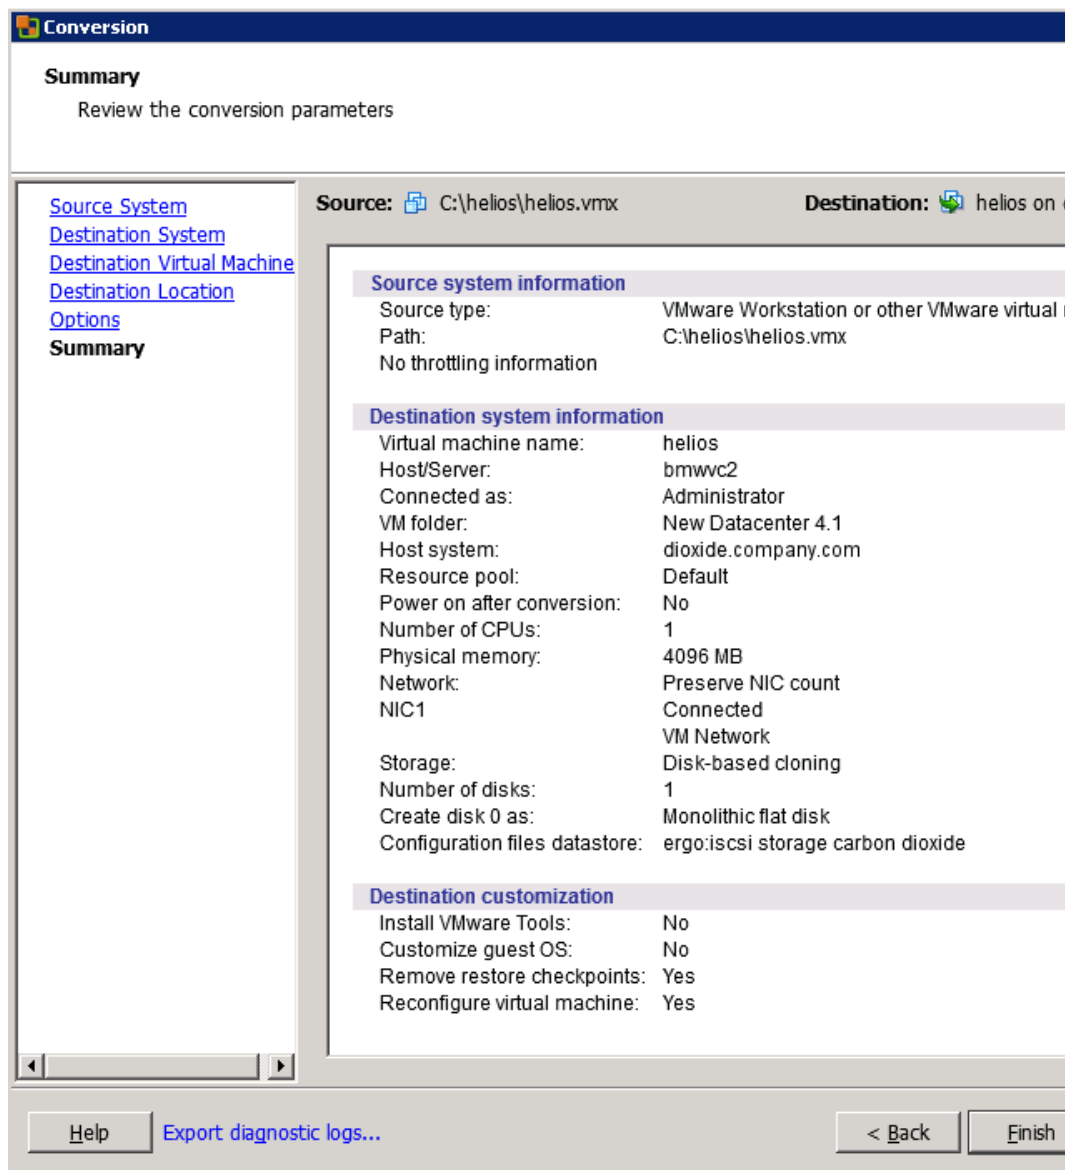 Conversion
Summary
Review the conversion parameters
Source System
Destination System
Destination Virtual Machine
Destination Location
Options
Summary
Source: C:\helios\helios.vmx Destination: helios on
Source system information
Source type: VMware Workstation or other VMware virtual
Path: C:\helios\helios.vmx
No throttling information
Destination system information
Virtual machine name: helios
Host/Server: bmwvc2
Connected as: Administrator
VM folder: New Datacenter 4.1
Host system: dioxide.company.com
Resource pool: Default
Power on after conversion: No
Number of CPUs: 1
Physical memory: 4096 MB
Network: Preserve NIC count
NIC1 Connected
VM Network
Storage: Disk-based cloning
Number of disks: 1
Create disk 0 as: Monolithic flat disk
Configuration files datastore: ergo:iscsi storage carbon dioxide
Destination customization
Install VMware Tools: No
Customize guest OS: No
Remove restore checkpoints: Yes
Reconfigure virtual machine: Yes
Help Export diagnostic logs... < Back Finish